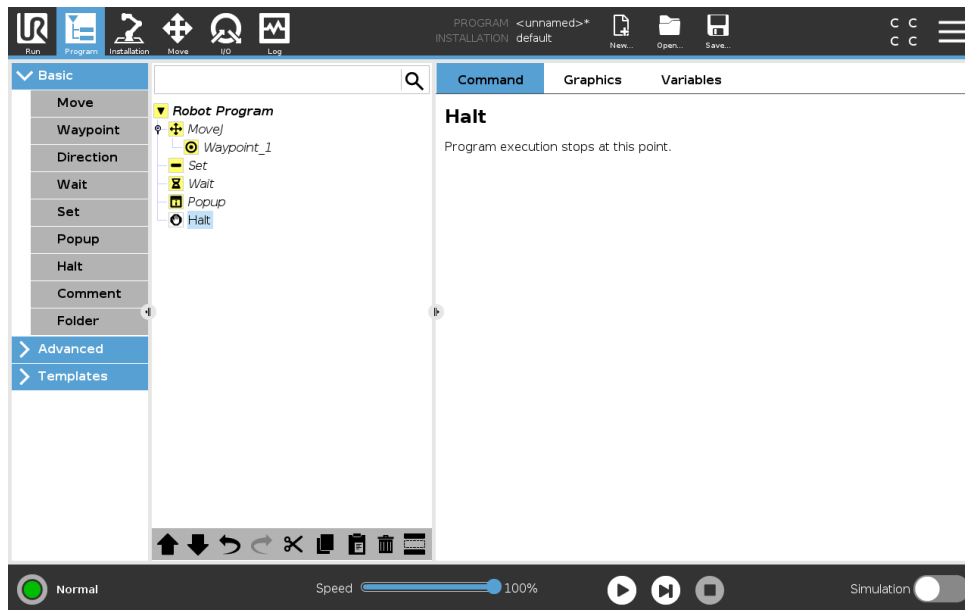 PROGRAM <unnamed>*
INSTALLATION default
UR
Run
Program
Installation
Move
I/O
Log
New...
Open...
Save...
C C
C C
Basic
Move
Waypoint
Direction
Wait
Set
Popup
Halt
Comment
Folder
Advanced
Templates
Robot Program
MoveJ
Waypoint_1
Set
Wait
Popup
Halt
Command Graphics Variables
Halt
Program execution stops at this point.
Normal
Speed 100%
Simulation